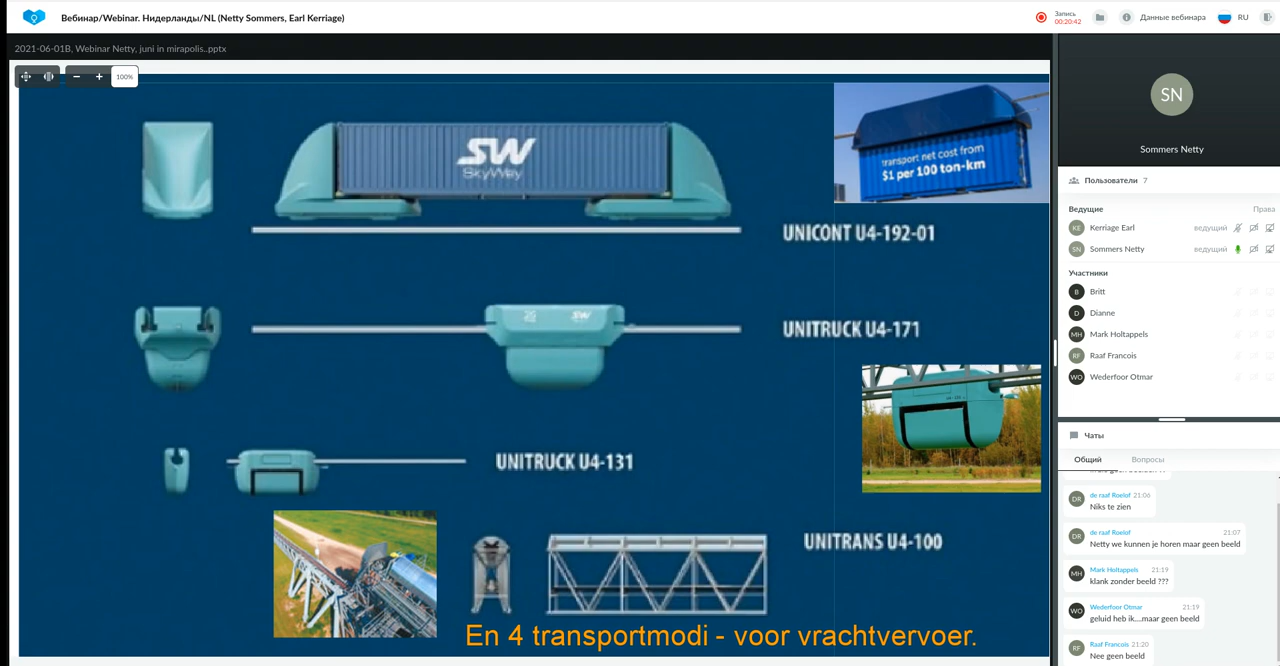 Вебинар/Webinar. Нидерланды/NL (Netty Sommers, Earl Kerriage)
Запись
00:20:42
Данные вебинара
RU
2021-06-01B, Webinar Netty, juni in mirapolis..pptx
100%
SW
SkyWay
transport net cost from
$1 per 100 ton-km
UNICONT U4-192-01
SW
UNITRUCK U4-171
UNITRUCK U4-131
UNITRANS U4-100
En 4 transportmodi - voor vrachtvervoer.
SN
Sommers Netty
Пользователи 7
Ведущие Права
KE Kerriage Earl ведущий
SN Sommers Netty ведущий
Участники
B Britt
D Dianne
MH Mark Holtappels
RF Raaf Francois
WO Wederfoor Otmar
Чаты
Общий Вопросы
DR de raaf Roelof 21:06
Niks te zien
DR de raaf Roelof 21:07
Netty we kunnen je horen maar geen beeld
MH Mark Holtappels 21:19
klank zonder beeld ???
WO Wederfoor Otmar 21:19
geluid heb ik....maar geen beeld
RF Raaf Francois 21:20
Nee geen beeld